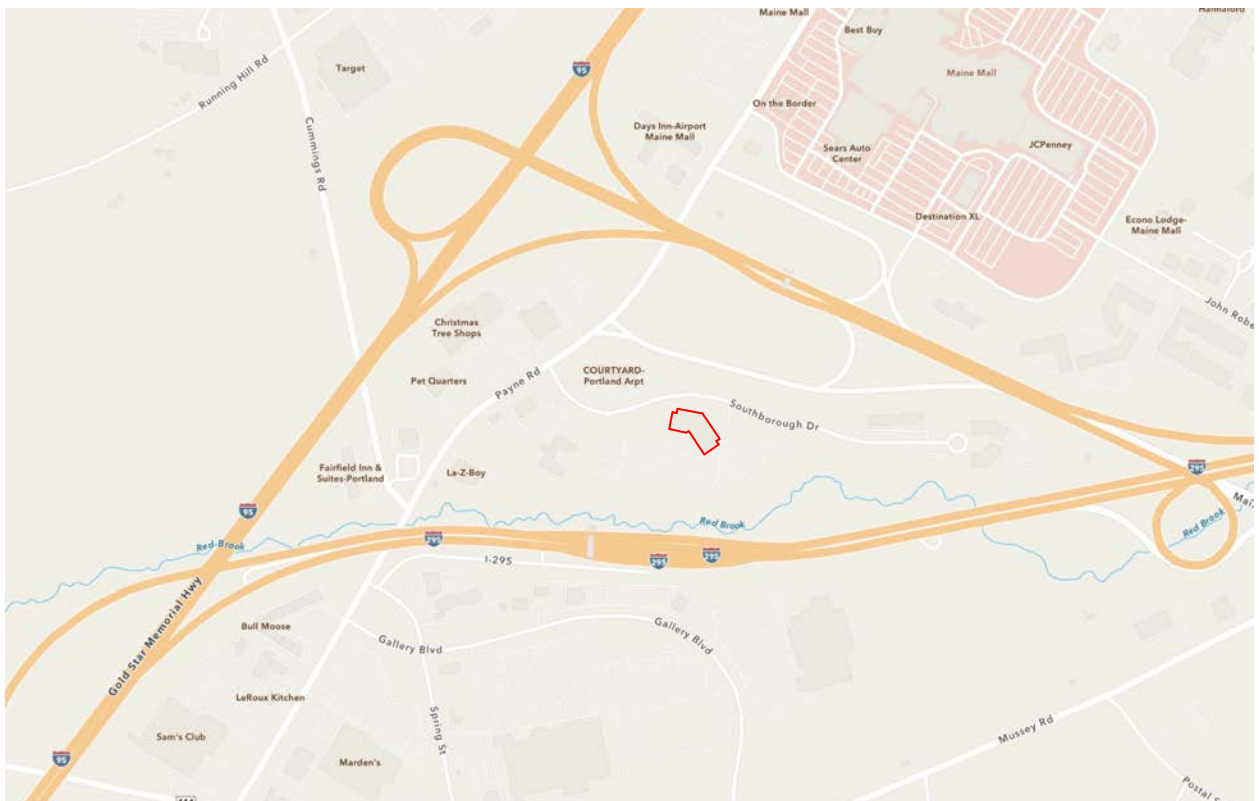 Maine
Mall
Hannaford
Best Buy
Running Hill Rd
Target
95
Maine Mall
On the Border
Days Inn-Airport
Maine Mall
Cummings Rd
Sears Auto
Center
JCPenney
Destination XL
Econo Lodge-
Maine Mall
John Robe
Christmas
Tree Shops
COURTYARD-
Portland Arpt
Pet Quarters
Payne Rd
Southborough Dr
Fairfield Inn &
Suites-Portland
La-Z-Boy
295
95
Red Brook
Red Brook
Mai
Red Brook
295
I-295
295
295
Gold Star Memorial Hwy
Bull Moose
Gallery Blvd
Gallery Blvd
LeRoux Kitchen
Spring St
Mussey Rd
Sam's Club
95
Marden's
Postal S